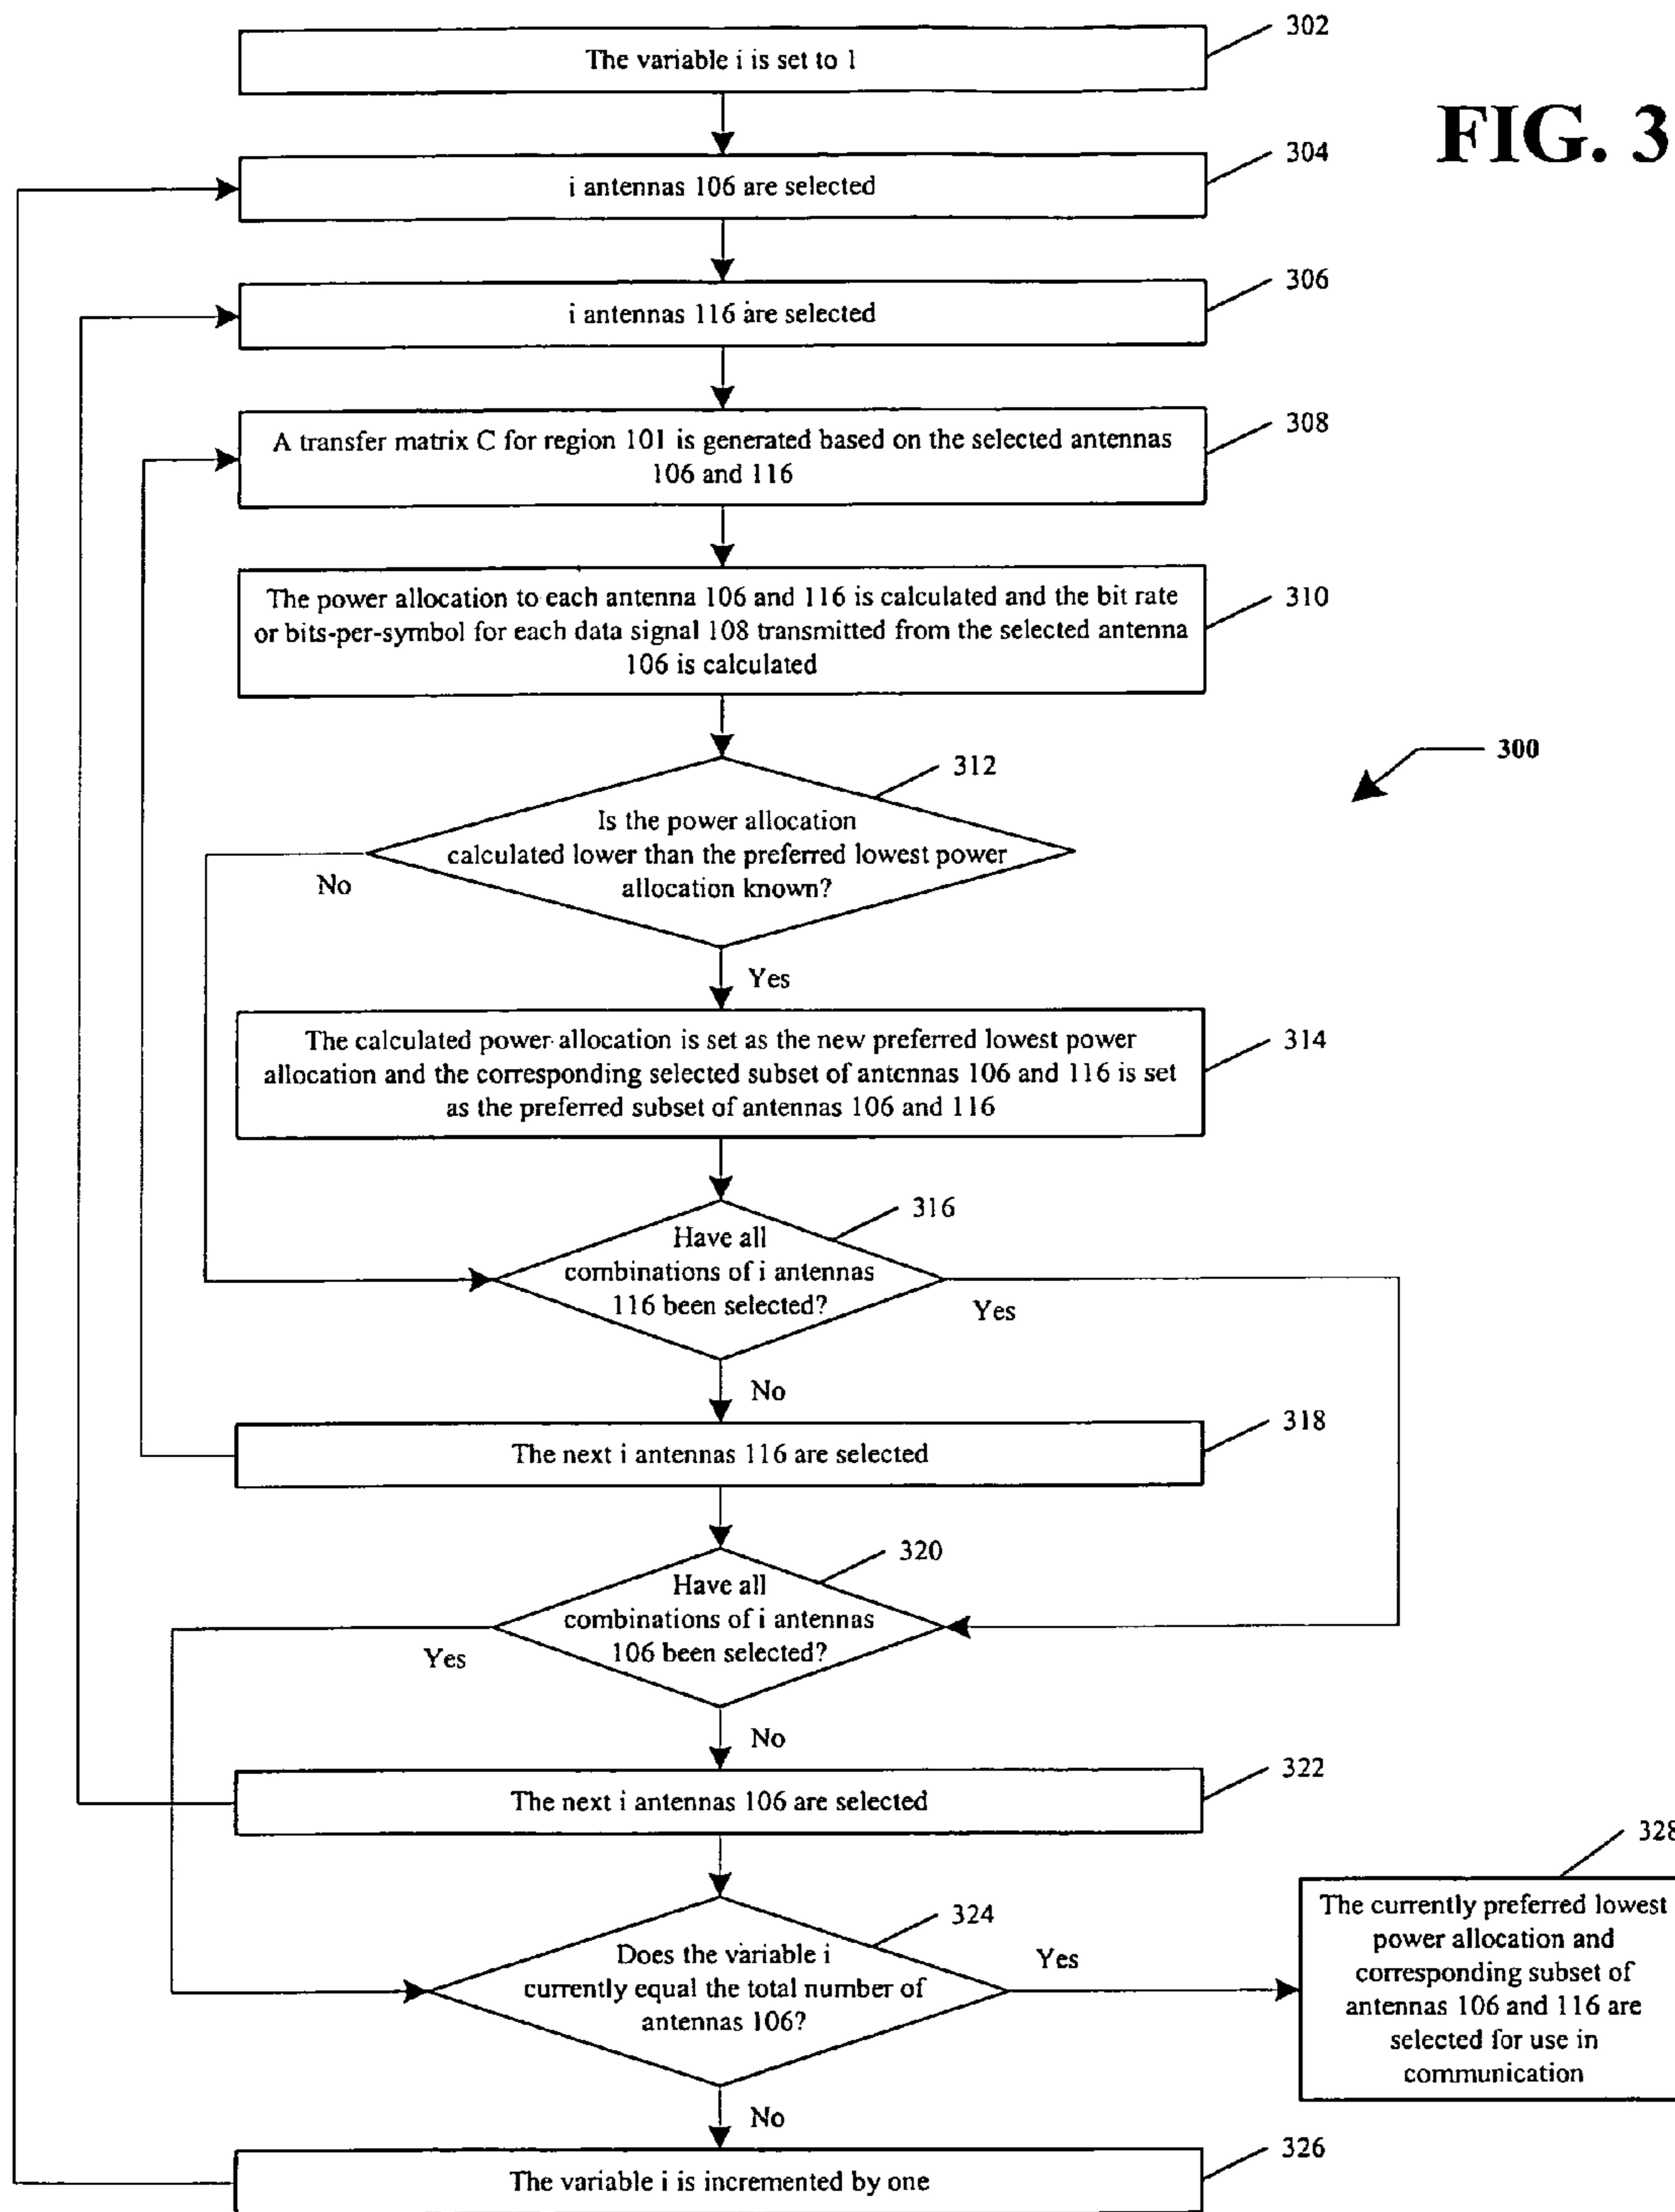 302
The variable i is set to 1
FIG. 3
304
i antennas 106 are selected
306
i antennas 116 are selected
308
A transfer matrix C for region 101 is generated based on the selected antennas
106 and 116
310
The power allocation to each antenna 106 and 116 is calculated and the bit rate
or bits-per-symbol for each data signal 108 transmitted from the selected antenna
106 is calculated
300
312
Is the power allocation
calculated lower than the preferred lowest power
allocation known?
No
Yes
314
The calculated power allocation is set as the new preferred lowest power
allocation and the corresponding selected subset of antennas 106 and 116 is set
as the preferred subset of antennas 106 and 116
316
Have all
combinations of i antennas
116 been selected?
Yes
No
318
The next i antennas 116 are selected
320
Have all
combinations of i antennas
106 been selected?
Yes
No
322
The next i antennas 106 are selected
328
324
Does the variable i
currently equal the total number of
antennas 106?
Yes
The currently preferred lowest
power allocation and
corresponding subset of
antennas 106 and 116 are
selected for use in
communication
No
326
The variable i is incremented by one